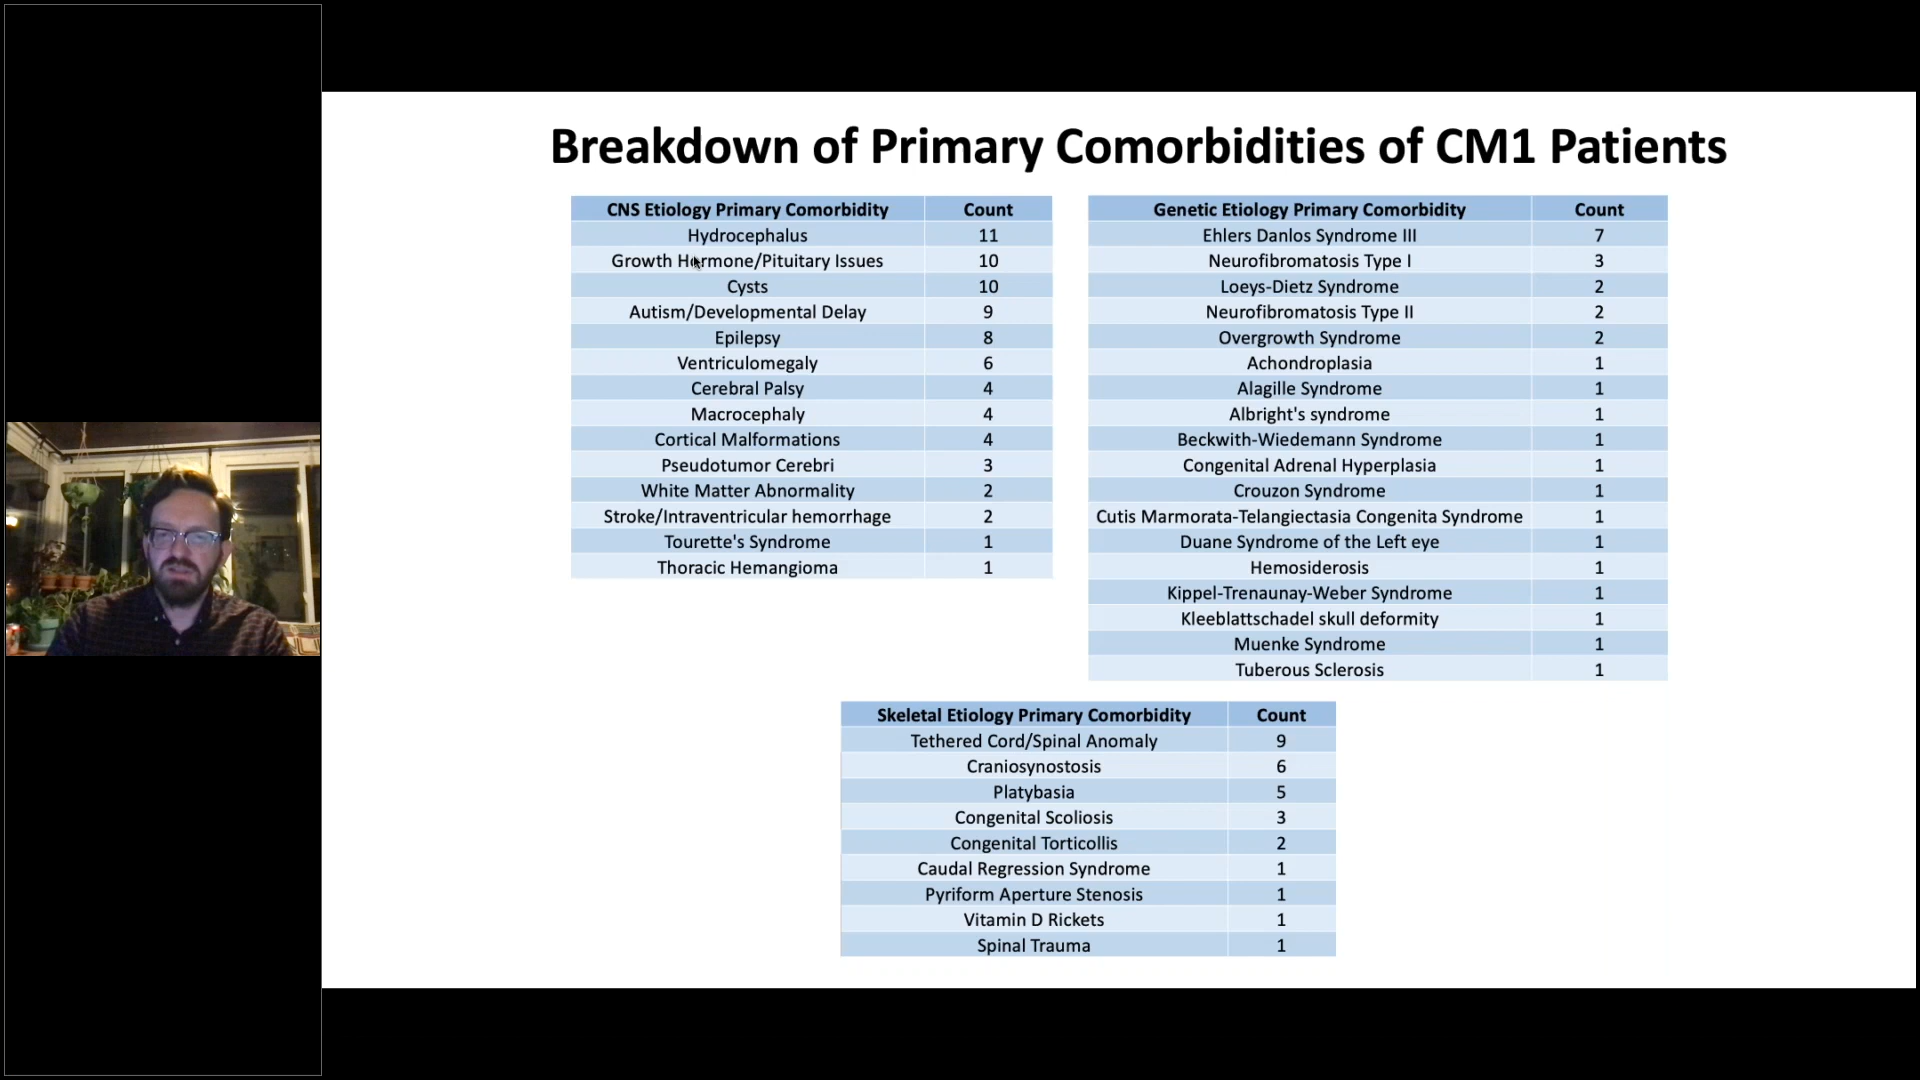 Breakdown of Primary Comorbidities of CM1 Patients
CNS Etiology Primary Comorbidity Count
Hydrocephalus 11
Growth Hormone/Pituitary Issues 10
Cysts 10
Autism/Developmental Delay 9
Epilepsy 8
Ventriculomegaly 6
Cerebral Palsy 4
Macrocephaly 4
Cortical Malformations 4
Pseudotumor Cerebri 3
White Matter Abnormality 2
Stroke/Intraventricular hemorrhage 2
Tourette's Syndrome 1
Thoracic Hemangioma 1
Genetic Etiology Primary Comorbidity Count
Ehlers Danlos Syndrome III 7
Neurofibromatosis Type I 3
Loeys-Dietz Syndrome 2
Neurofibromatosis Type II 2
Overgrowth Syndrome 2
Achondroplasia 1
Alagille Syndrome 1
Albright's syndrome 1
Beckwith-Wiedemann Syndrome 1
Congenital Adrenal Hyperplasia 1
Crouzon Syndrome 1
Cutis Marmorata-Telangiectasia Congenita Syndrome 1
Duane Syndrome of the Left eye 1
Hemosiderosis 1
Kippel-Trenaunay-Weber Syndrome 1
Kleeblattschadel skull deformity 1
Muenke Syndrome 1
Tuberous Sclerosis 1
Skeletal Etiology Primary Comorbidity Count
Tethered Cord/Spinal Anomaly 9
Craniosynostosis 6
Platybasia 5
Congenital Scoliosis 3
Congenital Torticollis 2
Caudal Regression Syndrome 1
Pyriform Aperture Stenosis 1
Vitamin D Rickets 1
Spinal Trauma 1